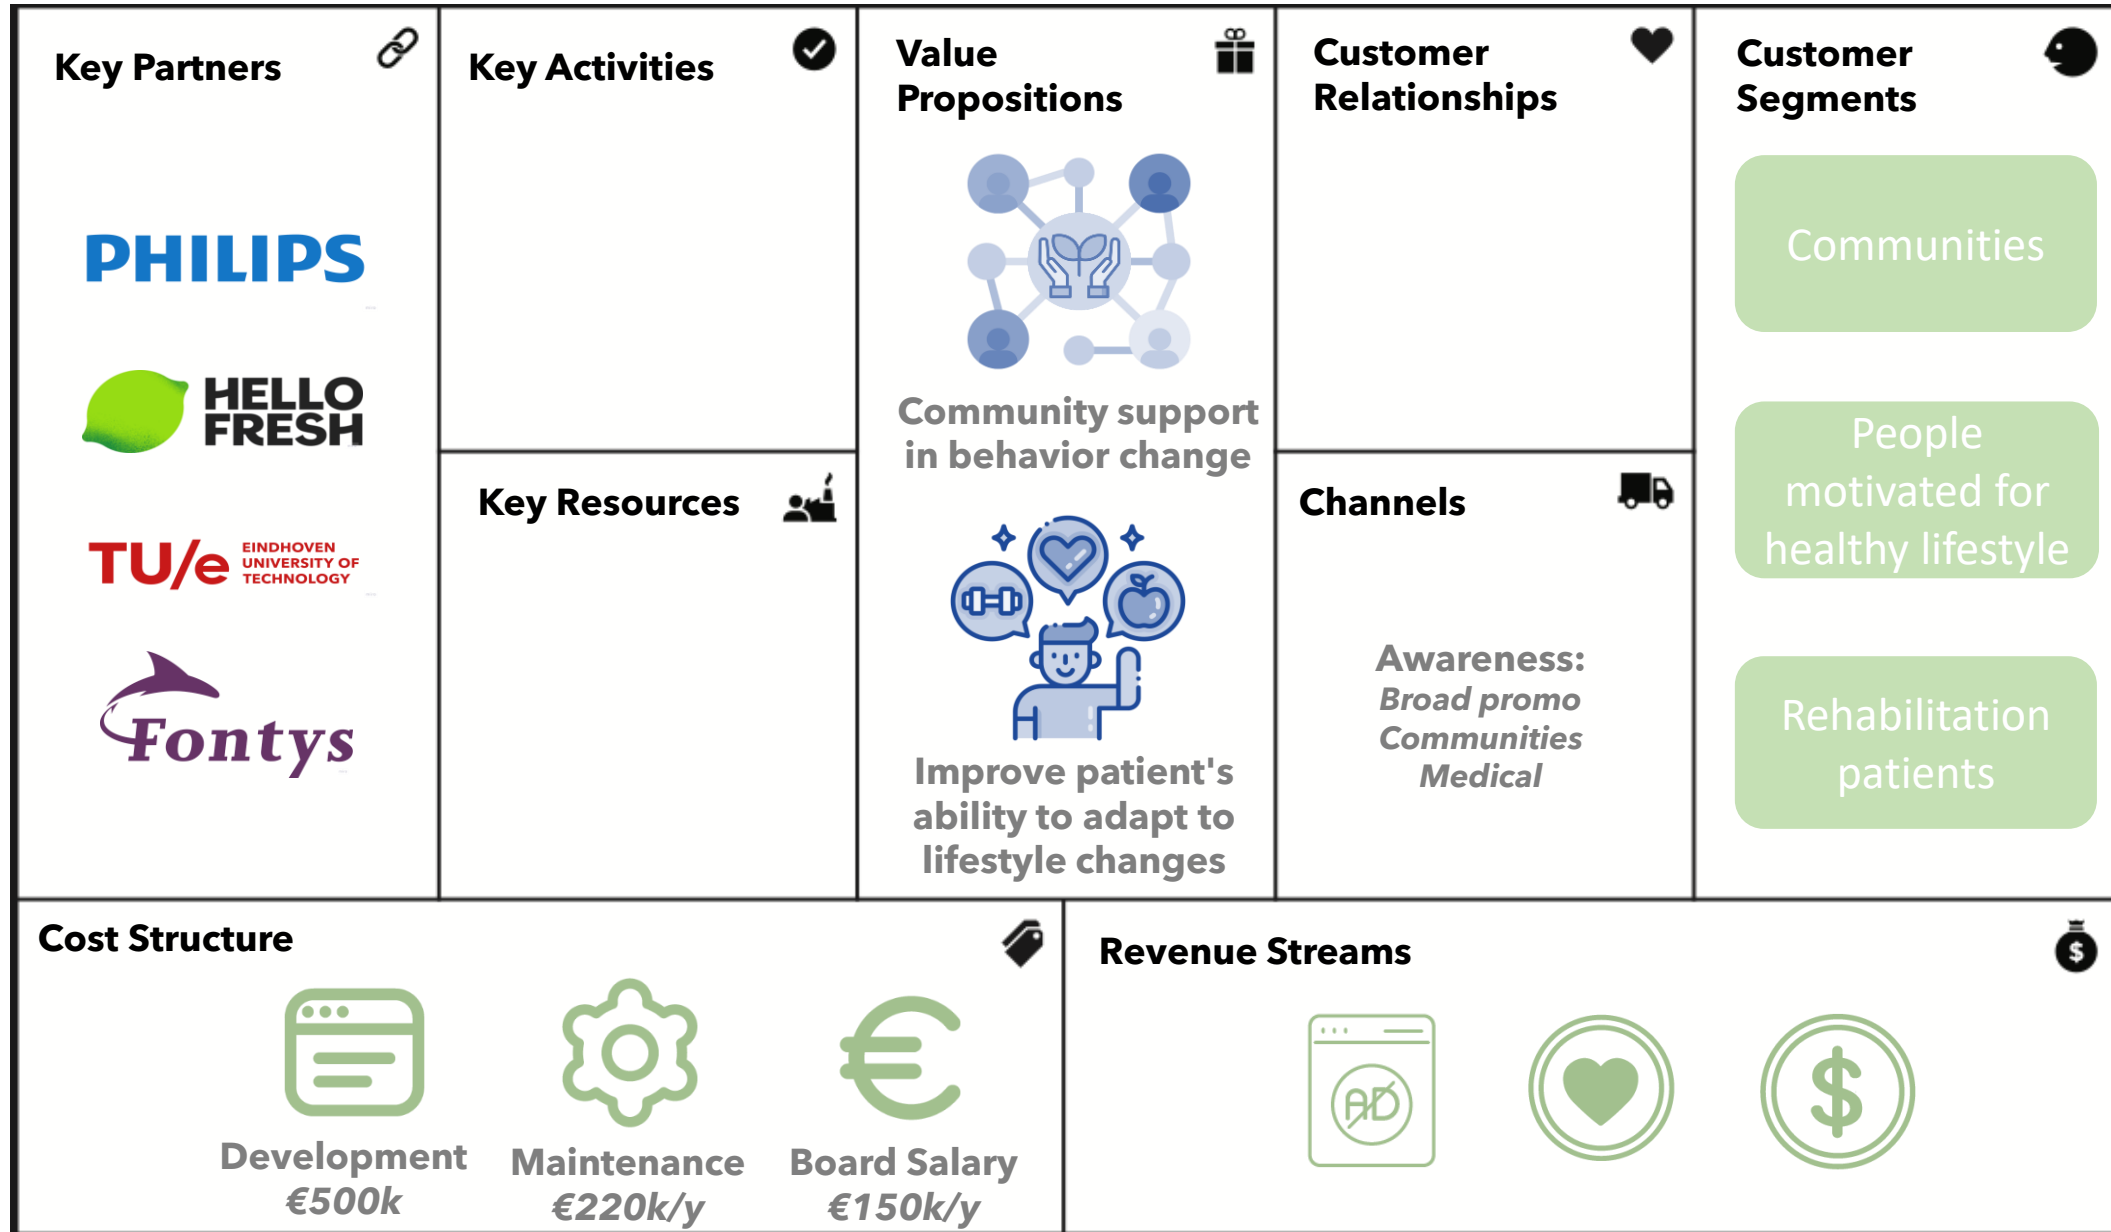 Key Partners
PHILIPS
HELLO
FRESH
TU/e
EINDHOVEN
UNIVERSITY OF
TECHNOLOGY
Fontys
Key Activities
Key Resources
Value
Propositions
Community support
in behavior change
Improve patient's
ability to adapt to
lifestyle changes
Customer
Relationships
Channels
Awareness:
Broad promo
Communities
Medical
Customer
Segments
Communities
People
motivated for
healthy lifestyle
Rehabilitation
patients
Cost Structure
Development
€500k
Maintenance
€220k/y
€
Board Salary
€150k/y
Revenue Streams
$
AD
$